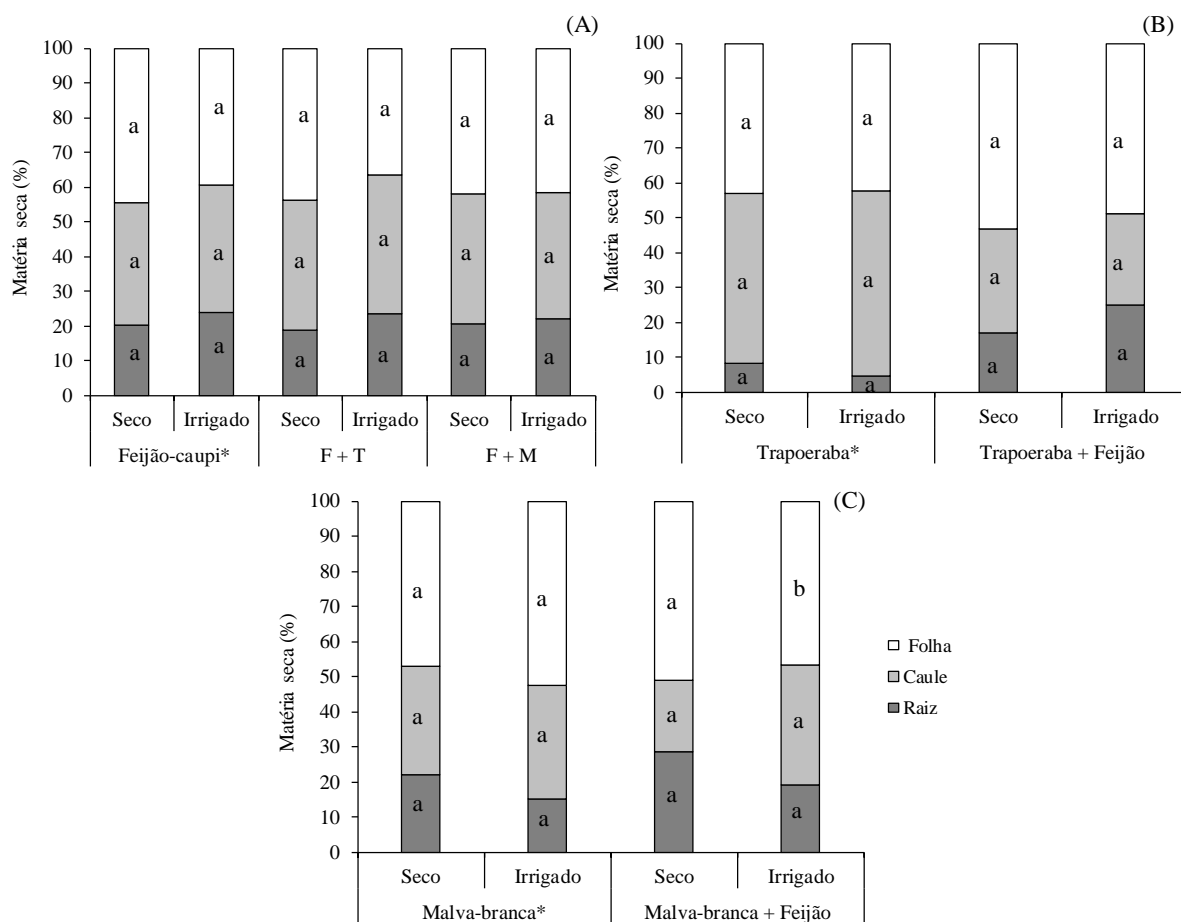 (A)
Matéria seca (%)
100
90
80
70
60
50
40
30
20
10
0
a a a a a a
a a a a a a
a a a a a a
Seco Irrigado Seco Irrigado Seco Irrigado
Feijão-caupi* F + T F + M
(B)
Matéria seca (%)
100
90
80
70
60
50
40
30
20
10
0
a a a a
a a a a
a a a a
Seco Irrigado Seco Irrigado
Trapoeraba* Trapoeraba + Feijão
(C)
Matéria seca (%)
100
90
80
70
60
50
40
30
20
10
0
a a a b
a a a a
a a a a
Seco Irrigado Seco Irrigado
Malva-branca* Malva-branca + Feijão
Folha
Caule
Raiz